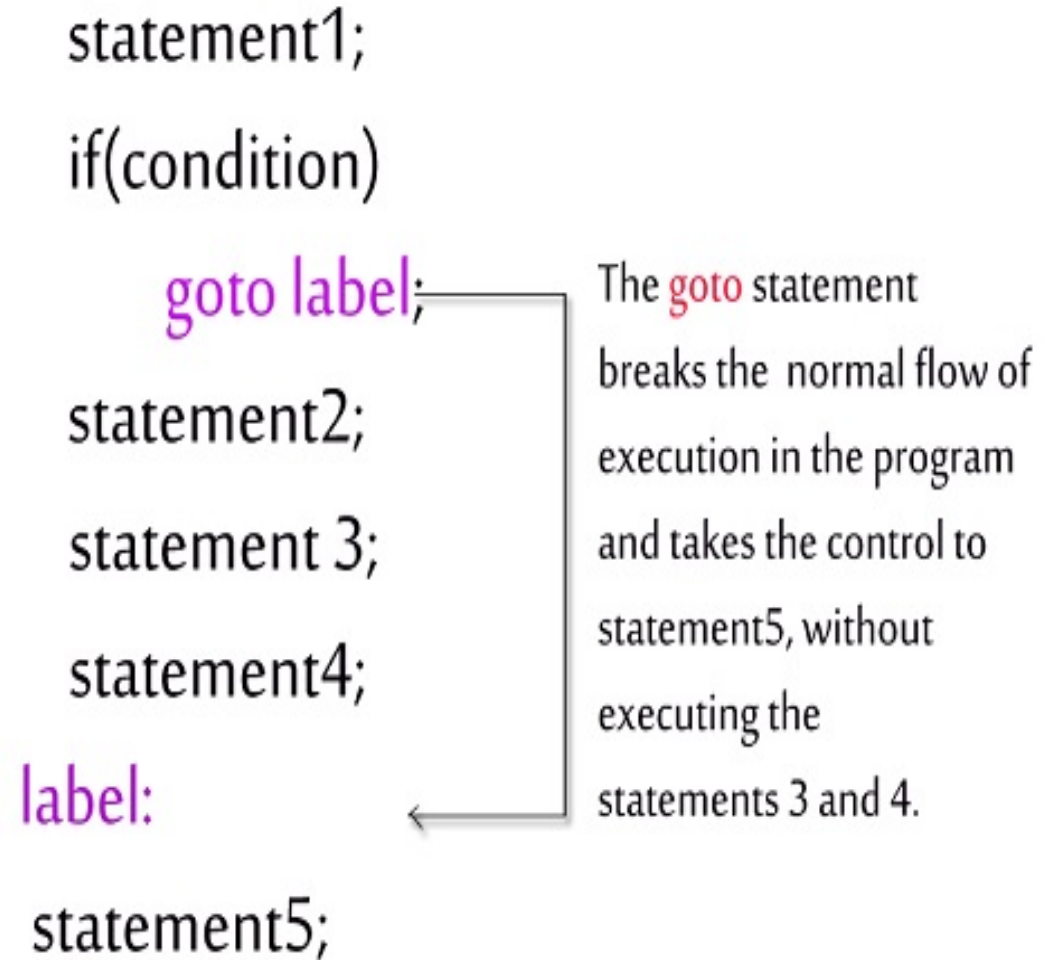 statement1;
if(condition)
goto label;
statement2;
statement 3;
statement4;
label:
statement5;
The goto statement
breaks the normal flow of
execution in the program
and takes the control to
statement5, without
executing the
statements 3 and 4.